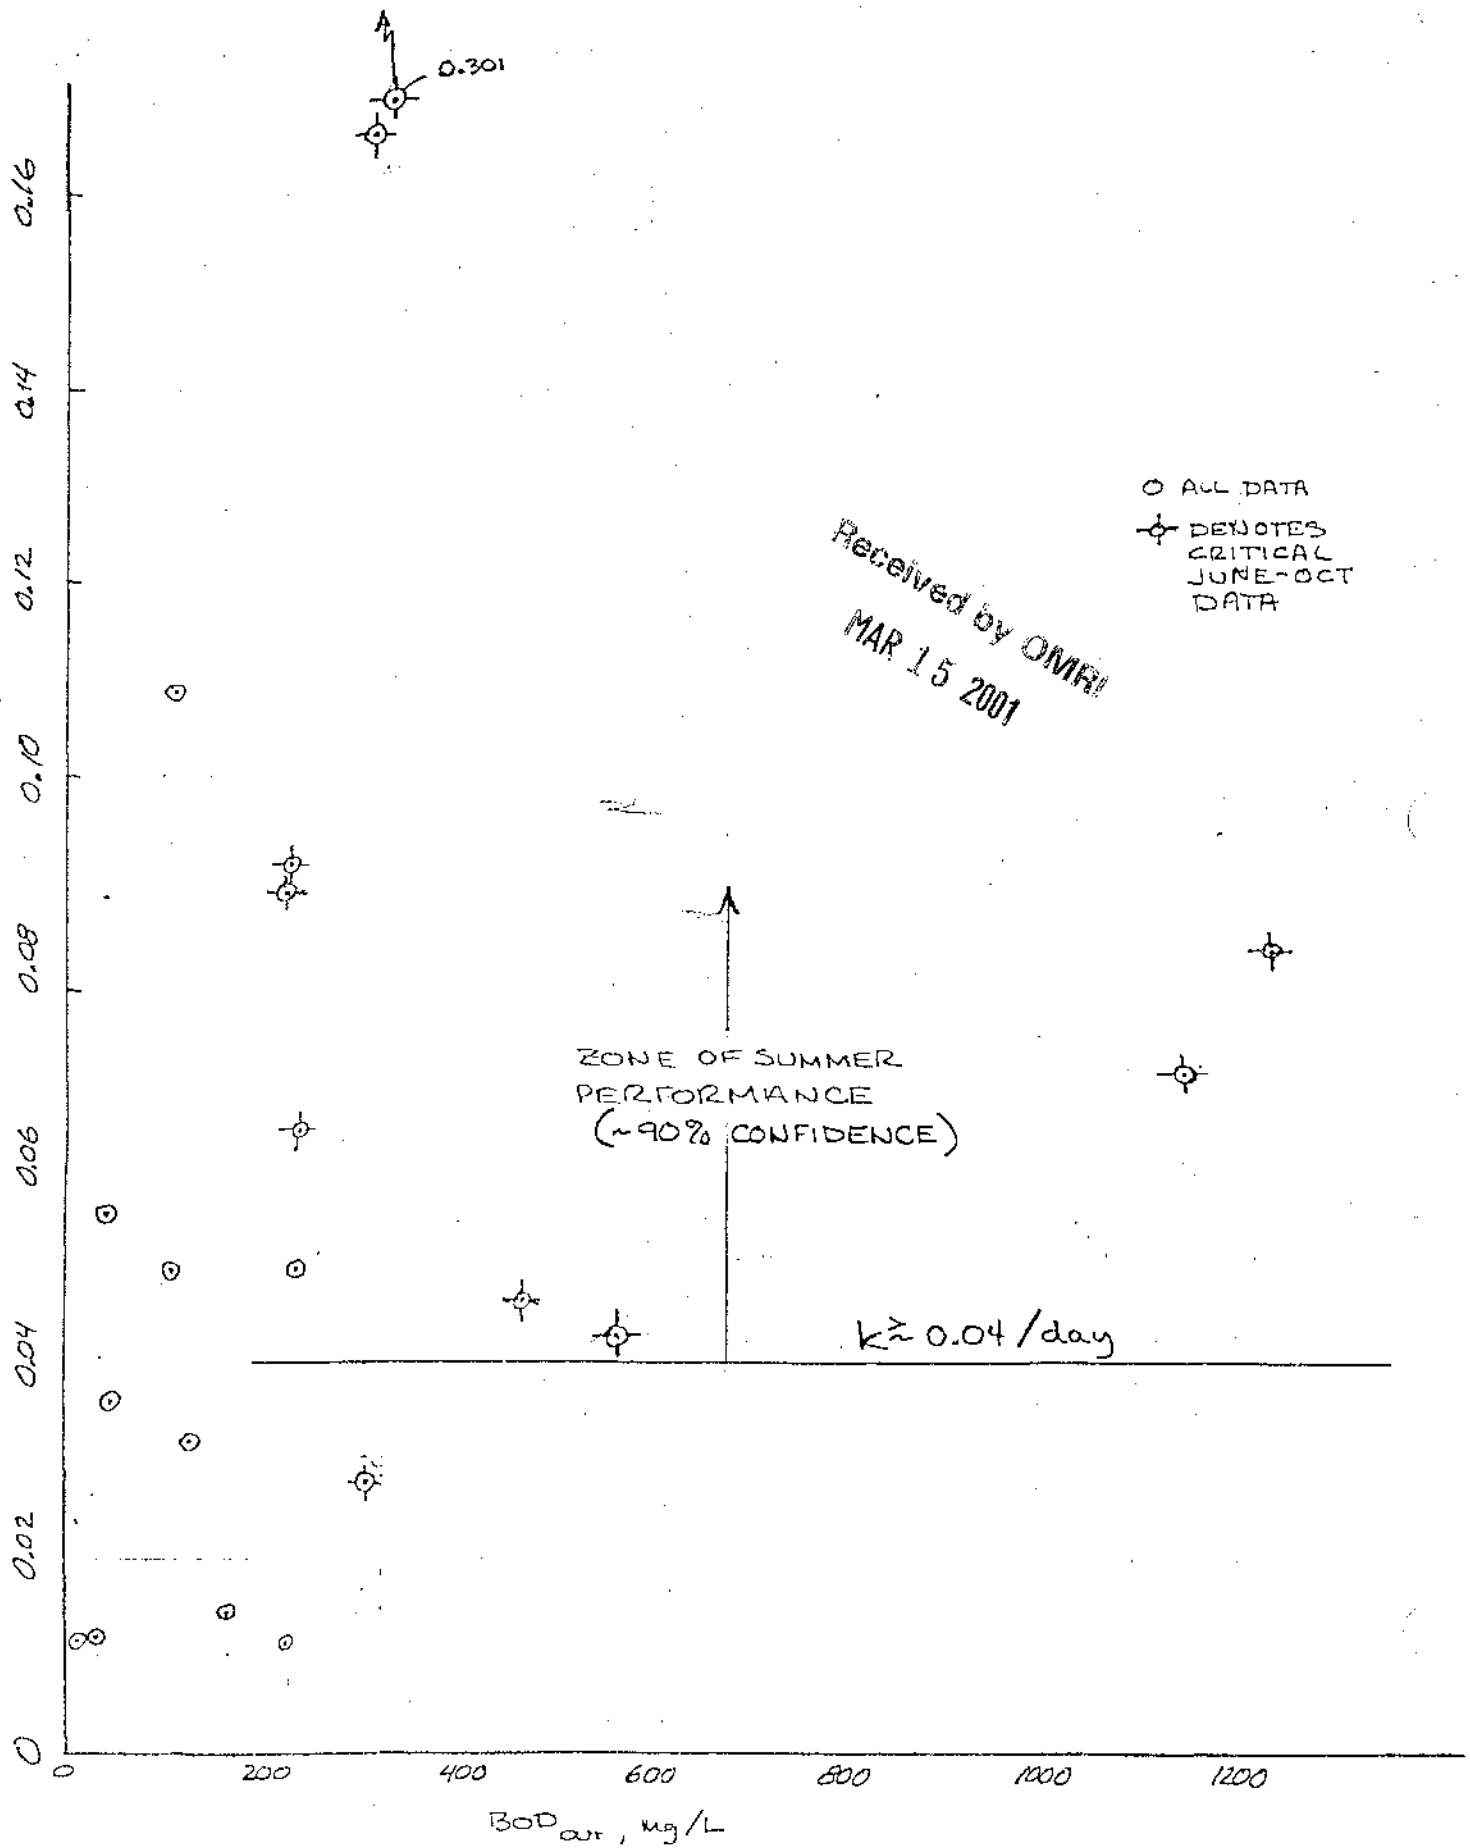 0.301
0.16
0.14
O ALL DATA
DENOTES
CRITICAL
JUNE-OCT
DATA
0.12
Received by OMRI
MAR 15 2001
0.10
0.08
ZONE OF SUMMER
PERFORMANCE
(~90% CONFIDENCE)
0.06
k ≳ 0.04 /day
0.04
0.02
0
0 200 400 600 800 1000 1200
BOD out, mg/L